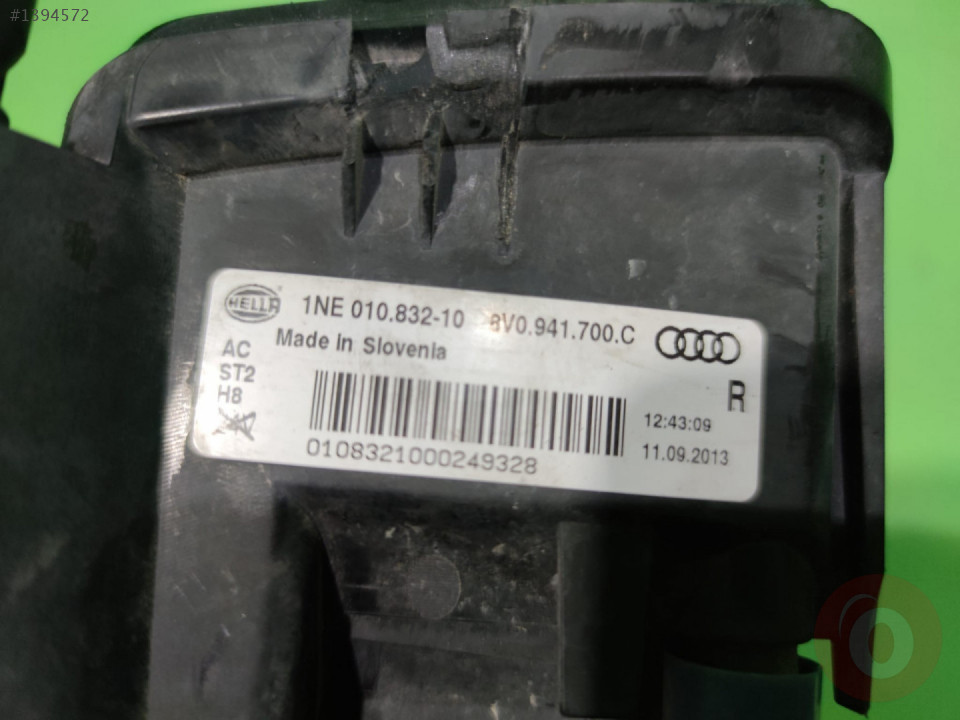 #1394572
HELLA 1NE 010.832-10 8V0.941.700.C
Made in Slovenia
AC
ST2
H8
R
12:43:09
11.09.2013
0108321000249328